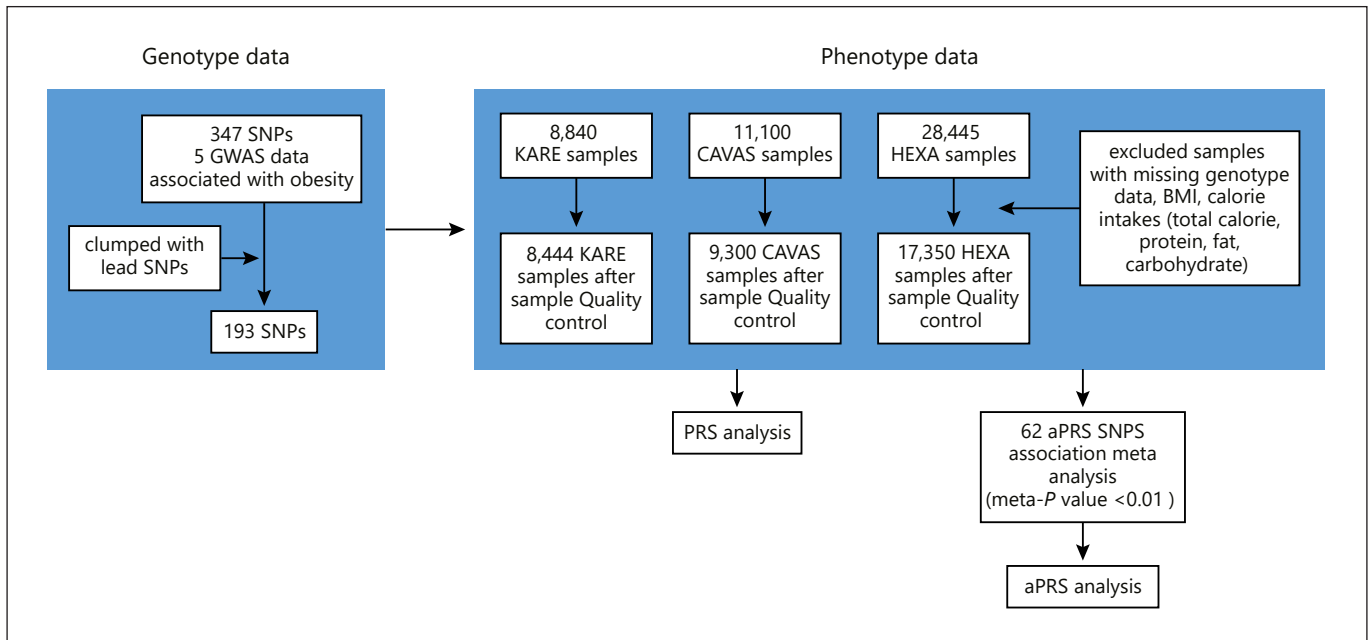 Genotype data
347 SNPs
5 GWAS data
associated with obesity
clumped with
lead SNPs
193 SNPs
Phenotype data
8,840
KARE samples
11,100
CAVAS samples
28,445
HEXA samples
excluded samples
with missing genotype
data, BMI, calorie
intakes (total calorie,
protein, fat,
carbohydrate)
8,444 KARE
samples after
sample Quality
control
9,300 CAVAS
samples after
sample Quality
control
17,350 HEXA
samples after
sample Quality
control
PRS analysis
62 aPRS SNPS
association meta
analysis
(meta-P value <0.01 )
aPRS analysis